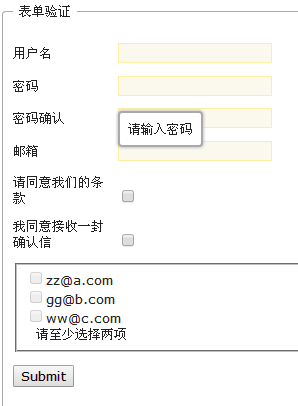 表单验证
用户名
密码
密码确认
请输入密码
邮箱
请同意我们的条
款
我同意接收一封
确认信
zz@a.com
gg@b.com
ww@c.com
请至少选择两项
Submit